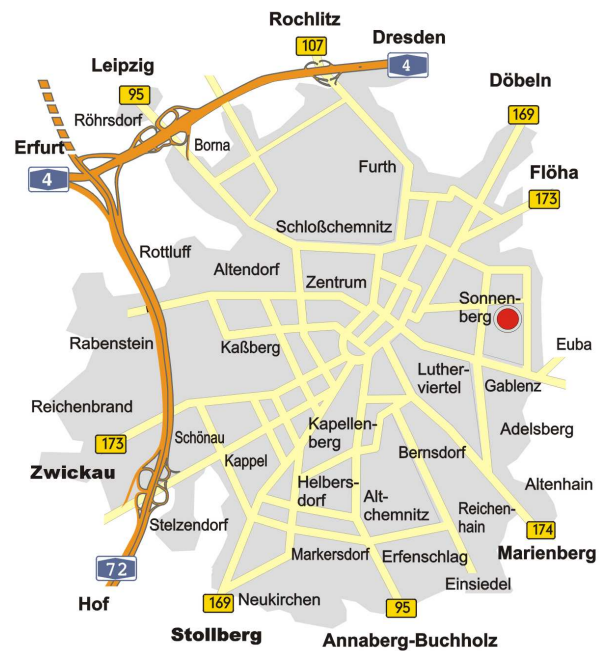 Rochlitz
107
Dresden
4
Leipzig
95
Röhrsdorf
Borna
Döbeln
169
Erfurt
4
Furth
Flöha
173
Schloßchemnitz
Rottluff
Altendorf
Zentrum
Sonnen-
berg
Rabenstein
Kaßberg
Euba
Luther-
viertel
Gablenz
Reichenbrand
173
Zwickau
Schönau
Kappel
Kapellen-
berg
Bernsdorf
Adelsberg
Helbers-
dorf
Alt-
chemnitz
Reichen-
hain
Altenhain
174
Marienberg
Stelzendorf
Markersdorf
Erfenschlag
Einsiedel
72
Hof
169
Neukirchen
Stollberg
95
Annaberg-Buchholz